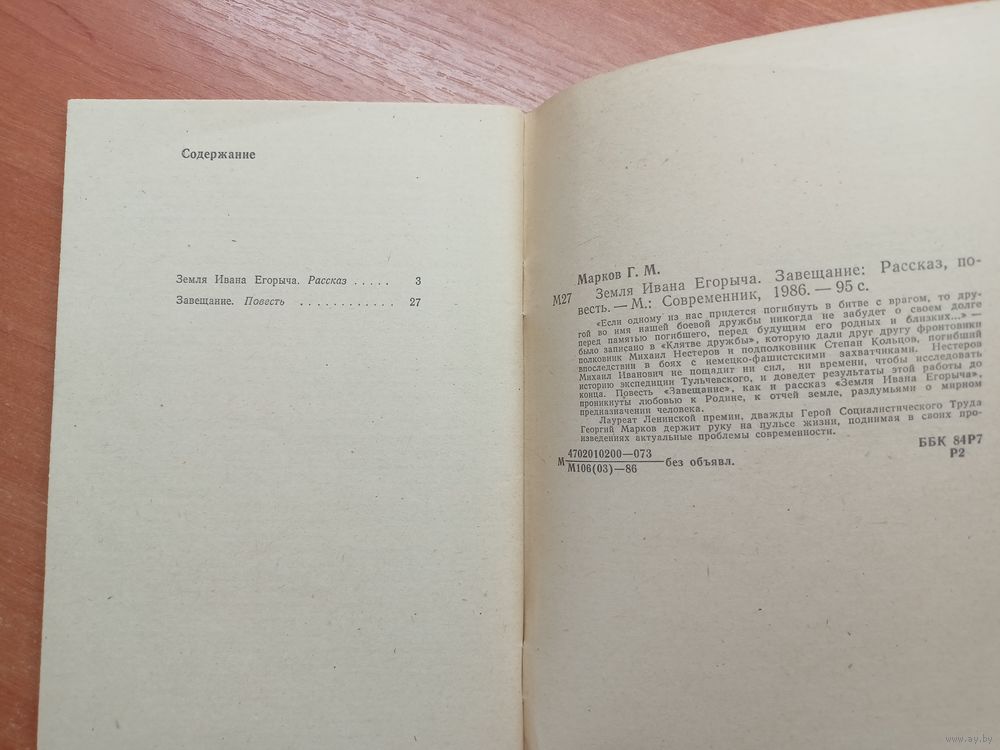 Содержание
Земля Ивана Егорыча. Рассказ . . . . . 3
Завещание. Повесть . . . . . . . . . . . . 27
Марков Г. М.
М27 Земля Ивана Егорыча. Завещание: Рассказ, по-
весть. — М.: Современник, 1986. — 95 с.
«Если одному из нас придется погибнуть в битве с врагом, то дру-
гой во имя нашей боевой дружбы никогда не забудет о своем долге
перед памятью погибшего, перед будущим его родных и близких...» —
было записано в «Клятве дружбы», которую дали друг другу фронтовики
полковник Михаил Нестеров и подполковник Степан Кольцов, погибший
впоследствии в боях с немецко-фашистскими захватчиками. Нестеров
Михаил Иванович не пощадит ни сил, ни времени, чтобы исследовать
историю экспедиции Тульчевского, и доведет результаты этой работы до
конца. Повесть «Завещание», как и рассказ «Земля Ивана Егорыча»,
проникнуты любовью к Родине, к отчей земле, раздумьями о мирном
предназначении человека.
Лауреат Ленинской премии, дважды Герой Социалистического Труда
Георгий Марков держит руку на пульсе жизни, поднимая в своих про-
изведениях актуальные проблемы современности.
М 4702010200—073 без объявл.
М106(03)—86
ББК 84Р7
Р2
www.ay.by